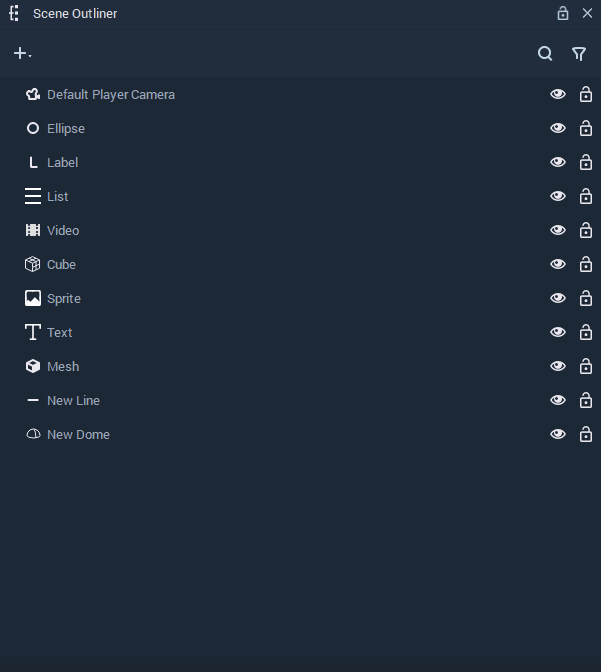 Scene Outliner
Default Player Camera
Ellipse
Label
List
Video
Cube
Sprite
Text
Mesh
New Line
New Dome